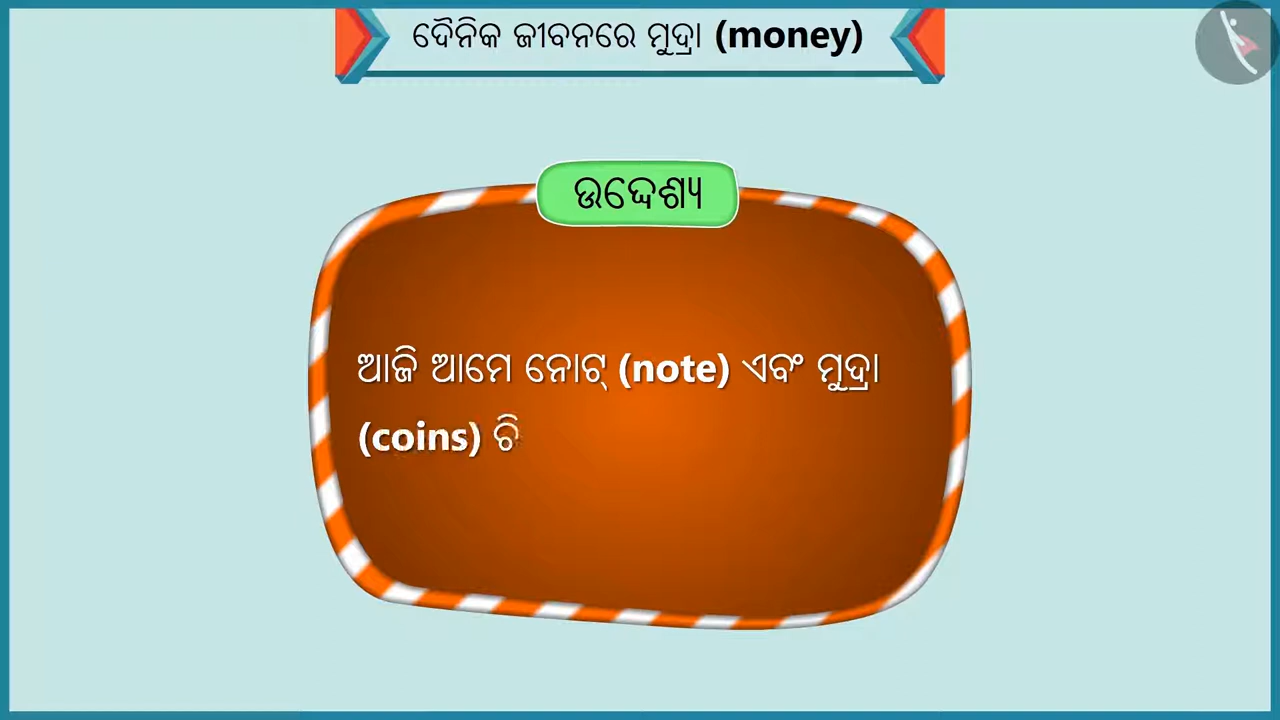 ଦୈନିକ ଜୀବନରେ ମୁଦ୍ରା (money)
ଉଦ୍ଦେଶ୍ୟ
ଆଜି ଆମେ ନୋଟ୍ (note) ଏବଂ ମୁଦ୍ରା
(coins) ଚି